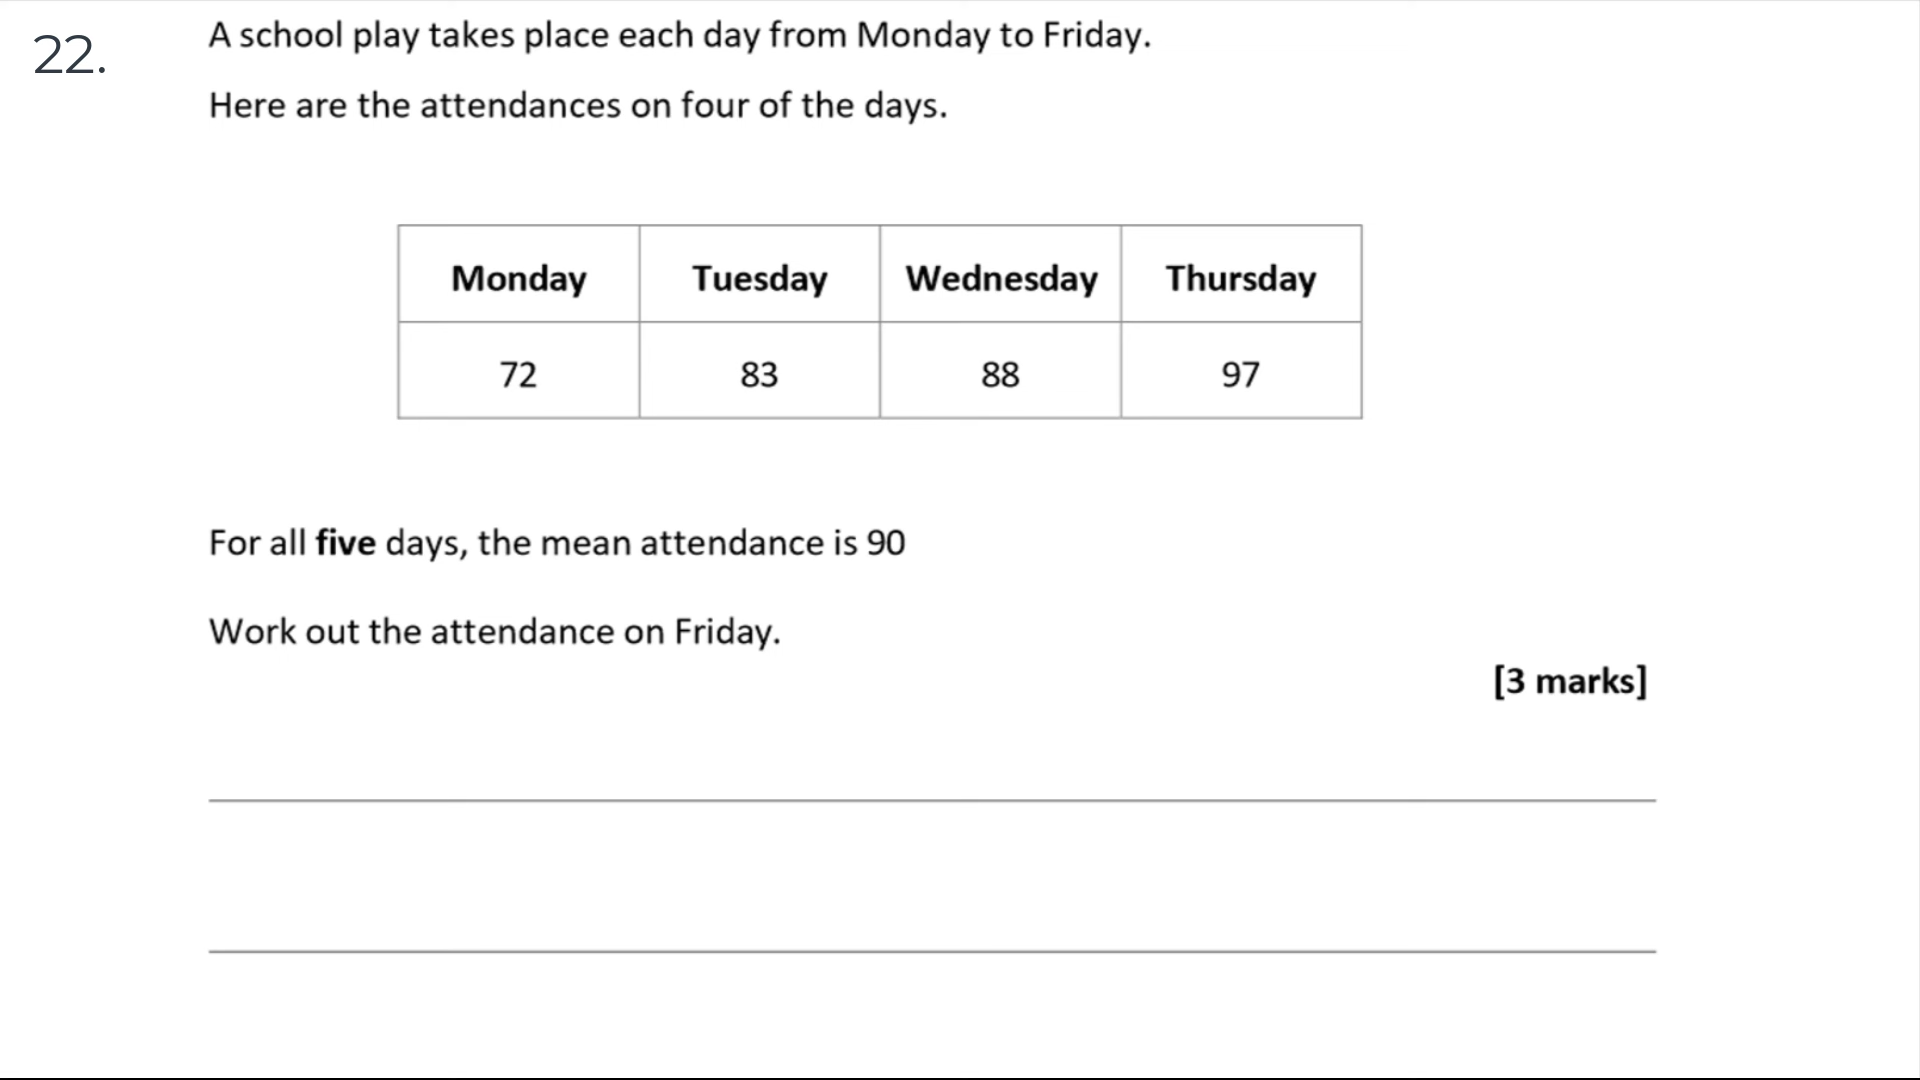 22.
A school play takes place each day from Monday to Friday.
Here are the attendances on four of the days.
Monday Tuesday Wednesday Thursday
72 83 88 97
For all five days, the mean attendance is 90
Work out the attendance on Friday.
[3 marks]